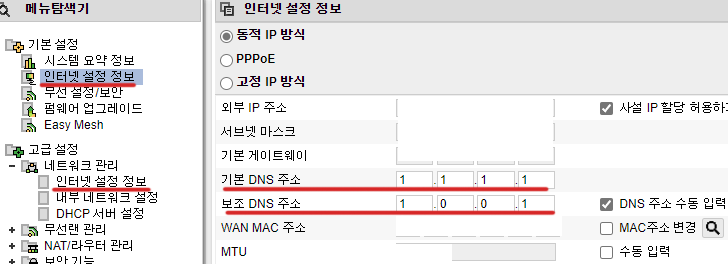 메뉴탐색기
기본 설정
시스템 요약 정보
인터넷 설정 정보
무선 설정/보안
펌웨어 업그레이드
Easy Mesh
고급 설정
네트워크 관리
인터넷 설정 정보
내부 네트워크 설정
DHCP 서버 설정
무선랜 관리
NAT/라우터 관리
보안 기능
인터넷 설정 정보
동적 IP 방식
PPPoE
고정 IP 방식
외부 IP 주소 사설 IP 할당 허용하기
서브넷 마스크
기본 게이트웨이
기본 DNS 주소 1 . 1 . 1 . 1
보조 DNS 주소 1 . 0 . 0 . 1 DNS 주소 수동 입력
WAN MAC 주소 MAC주소 변경
MTU 수동 입력